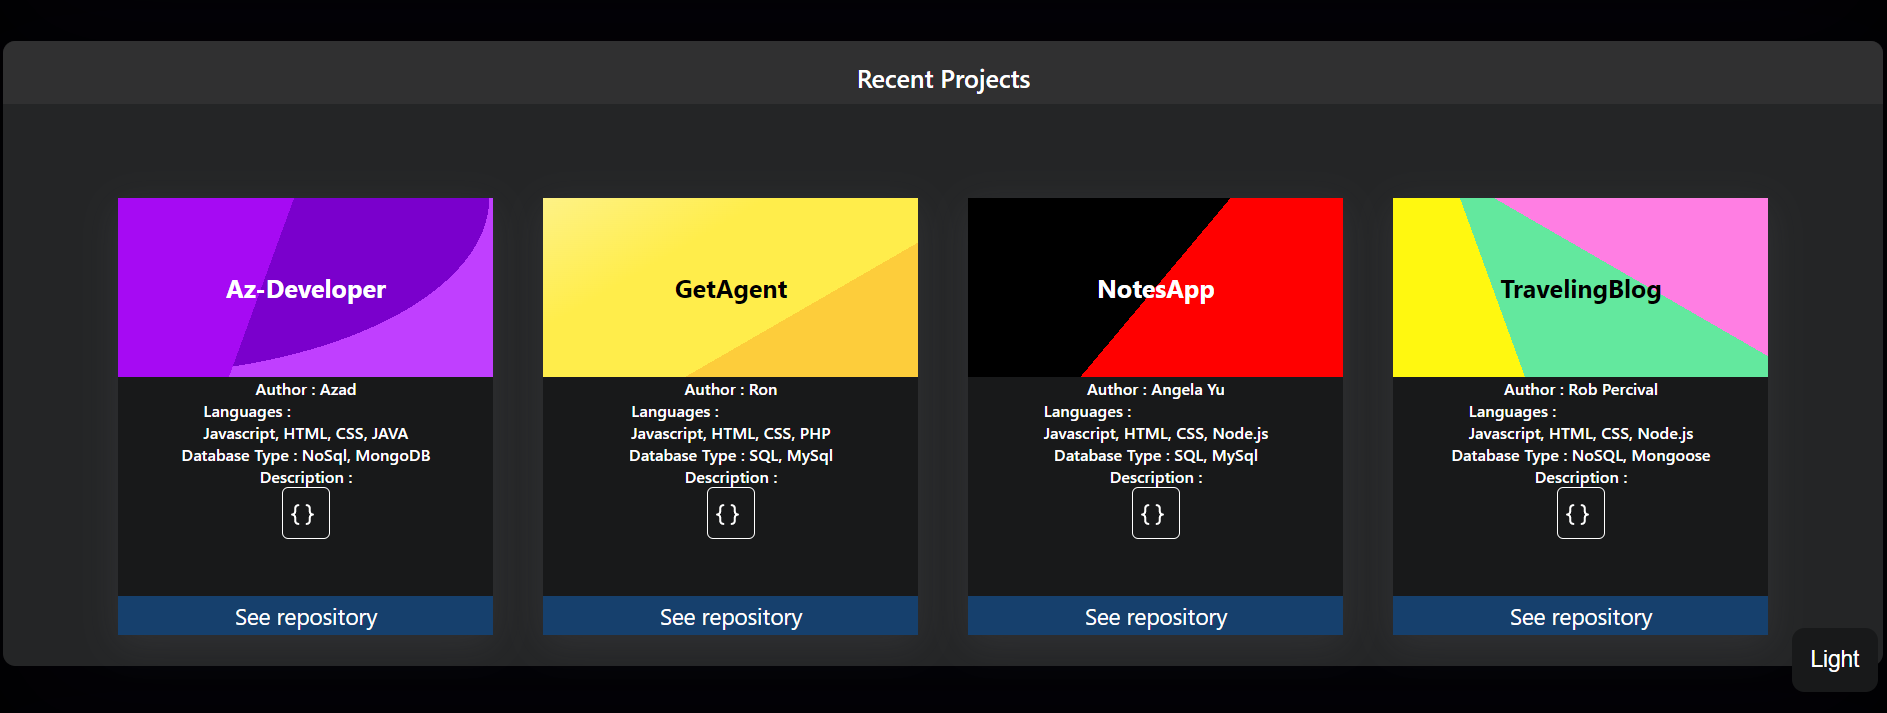 Recent Projects
Az-Developer
Author : Azad
Languages :
Javascript, HTML, CSS, JAVA
Database Type : NoSql, MongoDB
Description :
{}
See repository
GetAgent
Author : Ron
Languages :
Javascript, HTML, CSS, PHP
Database Type : SQL, MySql
Description :
{}
See repository
NotesApp
Author : Angela Yu
Languages :
Javascript, HTML, CSS, Node.js
Database Type : SQL, MySql
Description :
{}
See repository
TravelingBlog
Author : Rob Percival
Languages :
Javascript, HTML, CSS, Node.js
Database Type : NoSQL, Mongoose
Description :
{}
See repository
Light